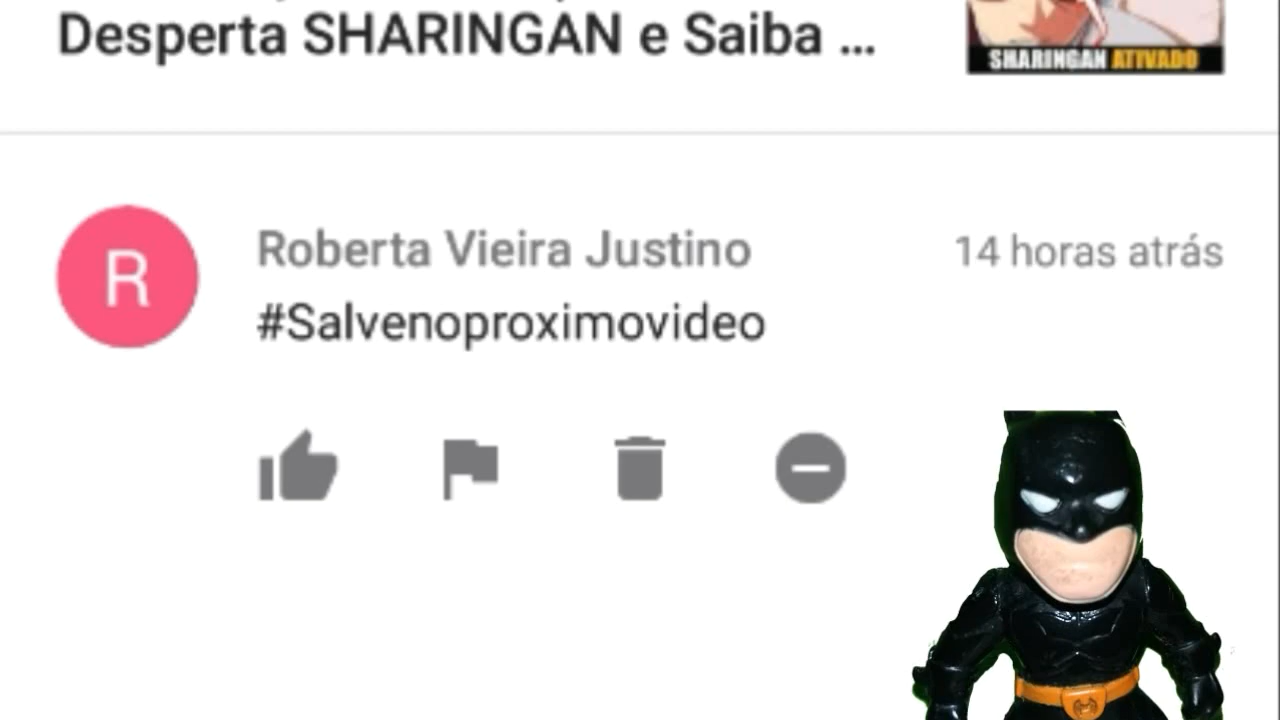 Desperta SHARINGAN e Saiba ...
SHARINGAN ATIVADO
R
Roberta Vieira Justino
14 horas atrás
#Salvenoproximovideo